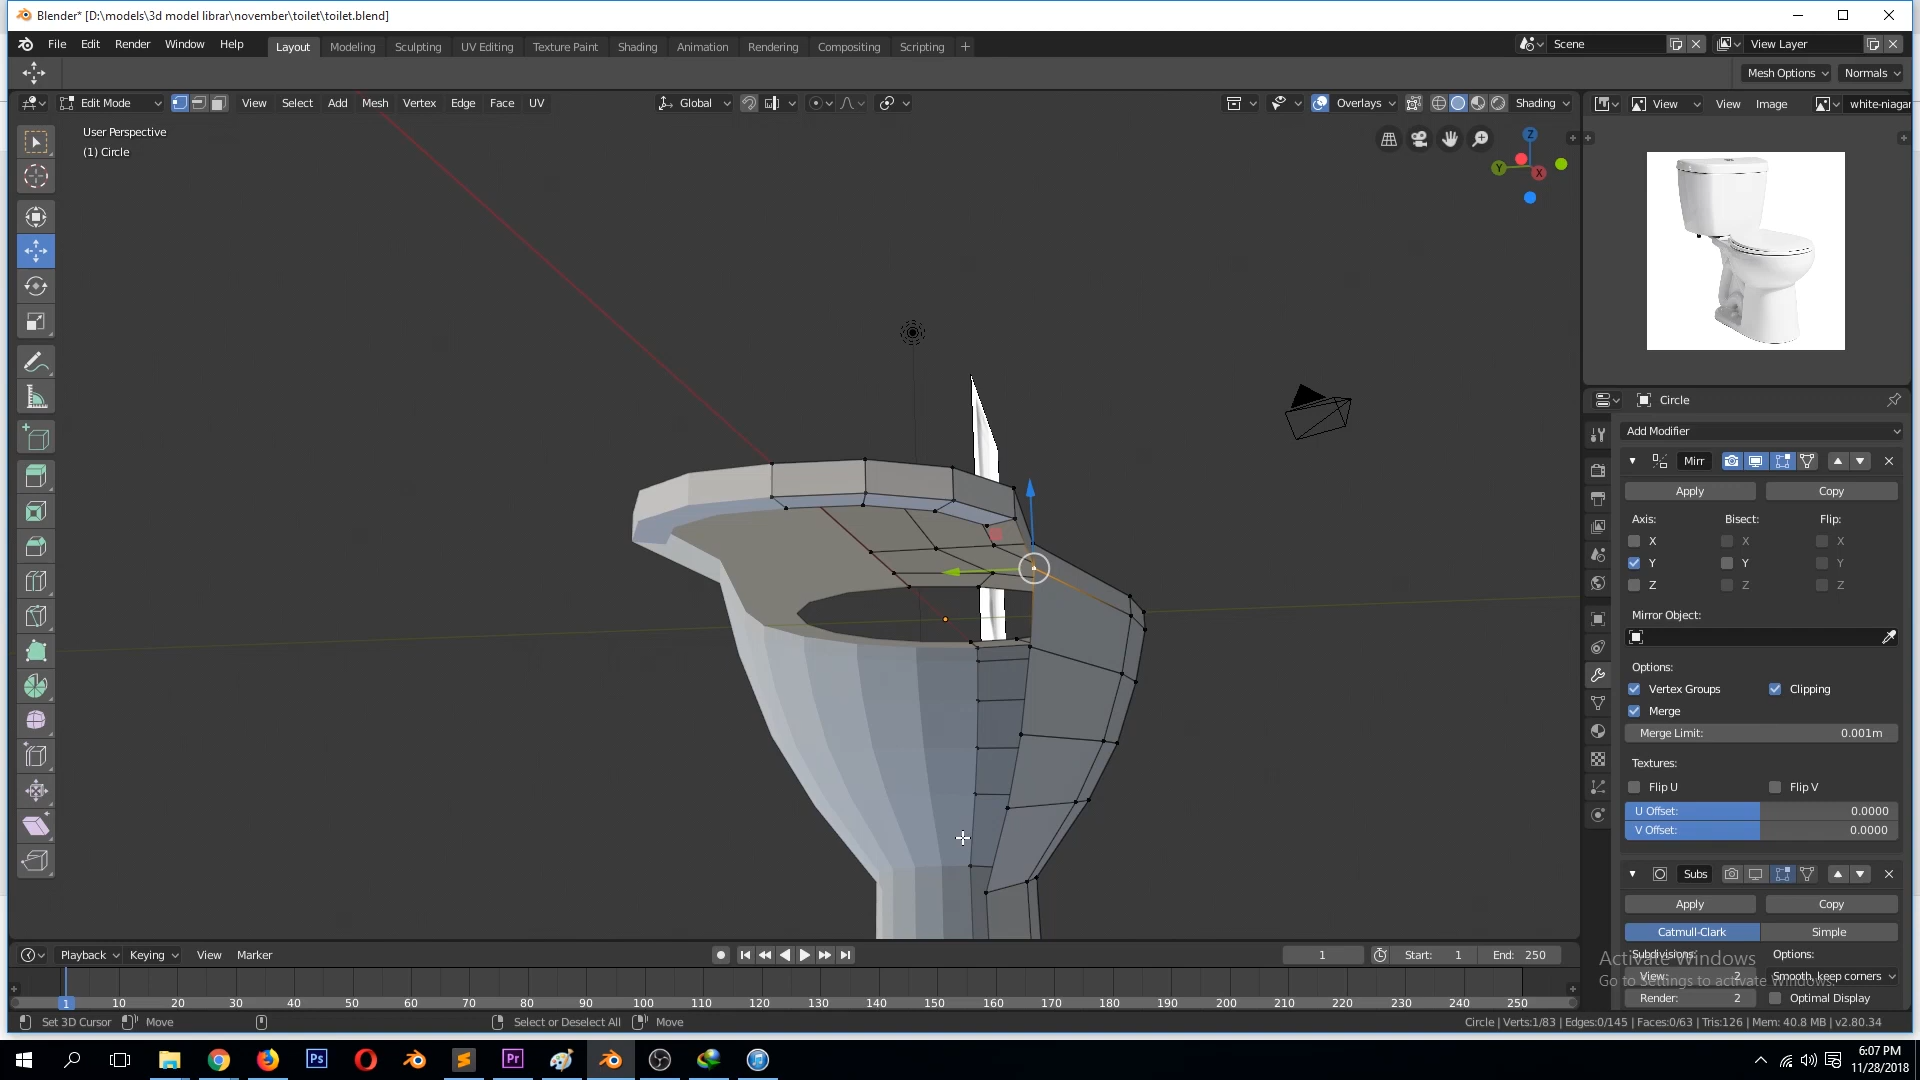 Blender* [D:\models\3d model librar\november\toilet\toilet.blend]
File Edit Render Window Help Layout Modeling Sculpting UV Editing Texture Paint Shading Animation Rendering Compositing Scripting + Scene View Layer
Mesh Options Normals
Edit Mode View Select Add Mesh Vertex Edge Face UV Global Overlays Shading View View Image white-niagar
User Perspective
(1) Circle
Z
Y
X
Circle
Add Modifier
Mirr
Apply Copy
Axis: Bisect: Flip:
X X X
Y Y Y
Z Z Z
Mirror Object:
Options:
Vertex Groups Clipping
Merge
Merge Limit: 0.001m
Textures:
Flip U Flip V
U Offset: 0.0000
V Offset: 0.0000
Subs
Apply Copy
Catmull-Clark Simple
Subdivisions: Options:
View: 2 Smooth, keep corners
Render: 2 Optimal Display
Activate Windows
Go to Settings to activate Windows.
Playback Keying View Marker 1 Start: 1 End: 250
1 10 20 30 40 50 60 70 80 90 100 110 120 130 140 150 160 170 180 190 200 210 220 230 240 250
Set 3D Cursor Move Select or Deselect All Move Circle | Verts:1/83 | Edges:0/145 | Faces:0/63 | Tris:126 | Mem: 40.8 MB | v2.80.34
Ps Pr
6:07 PM
11/28/2018